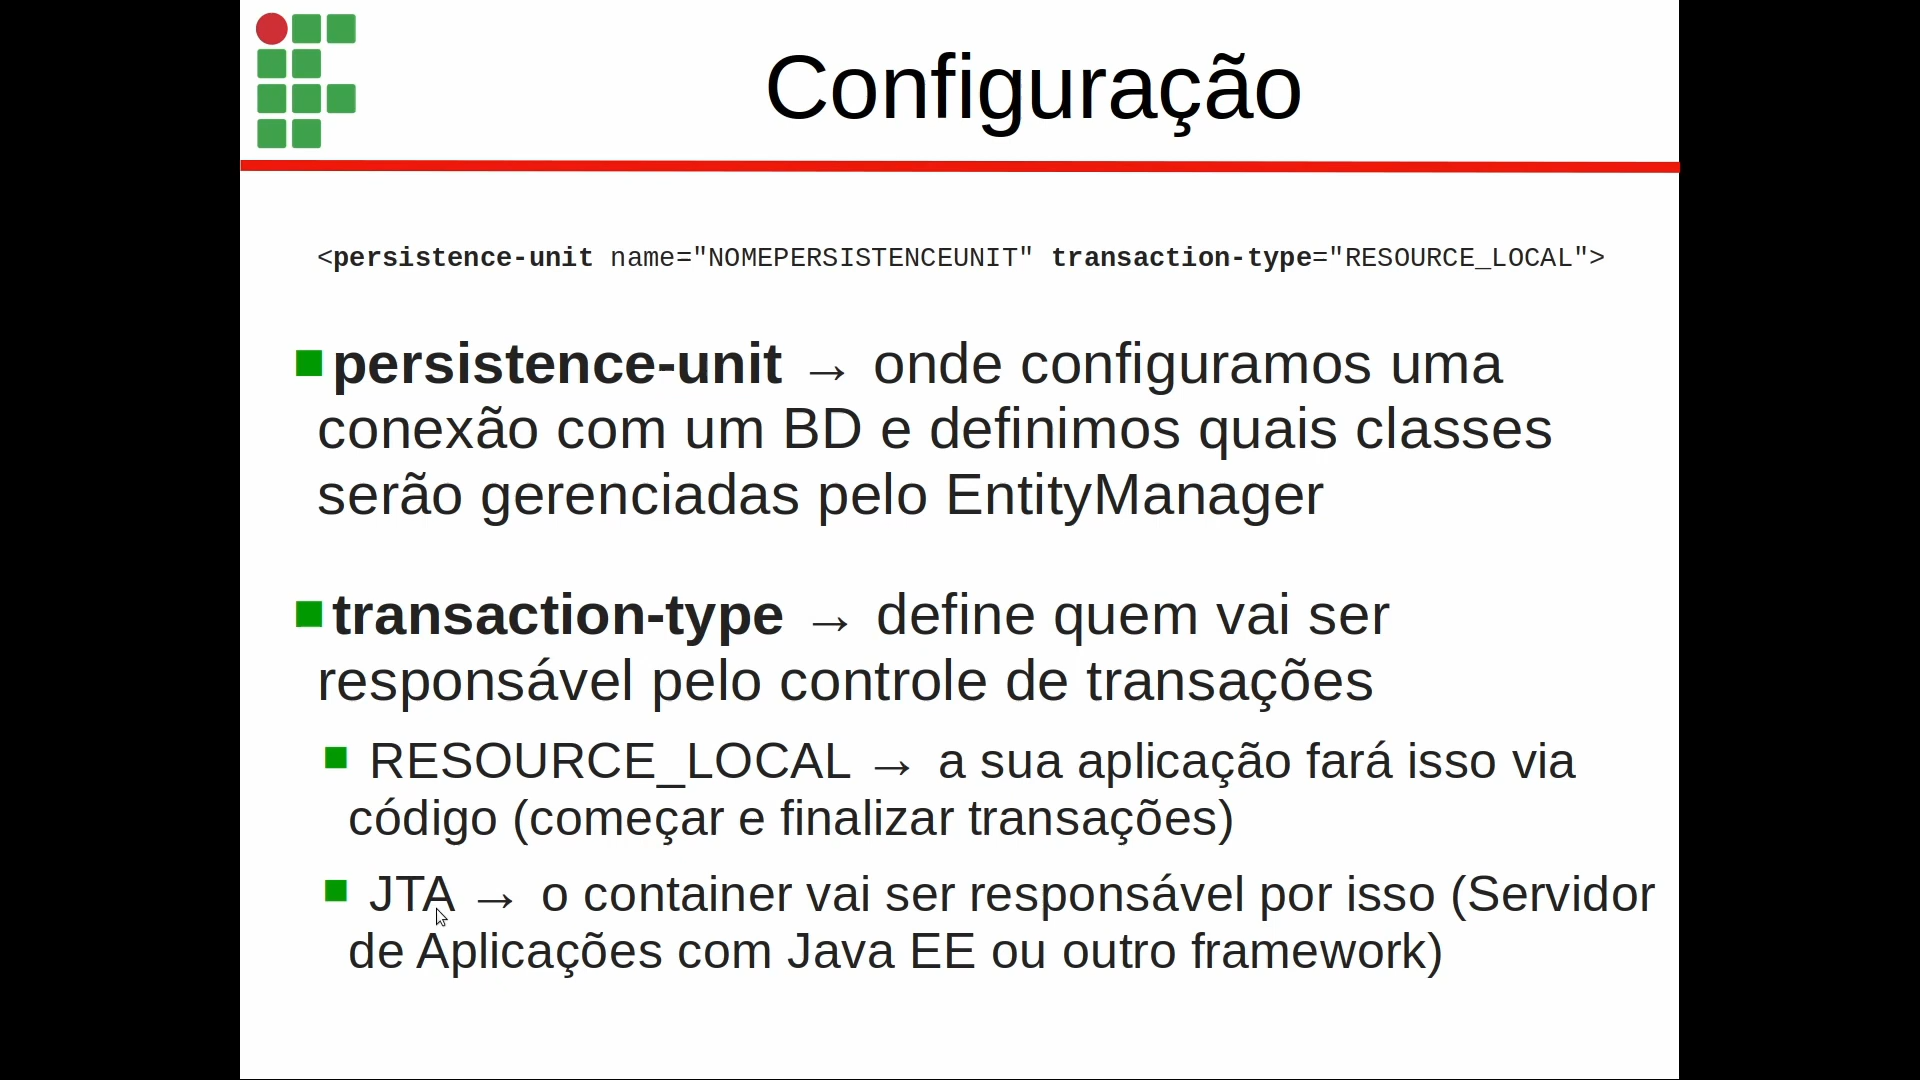 Configuração
<persistence-unit name="NOMEPERSISTENCEUNIT" transaction-type="RESOURCE_LOCAL">
persistence-unit → onde configuramos uma
conexão com um BD e definimos quais classes
serão gerenciadas pelo EntityManager
transaction-type → define quem vai ser
responsável pelo controle de transações
RESOURCE_LOCAL → a sua aplicação fará isso via
código (começar e finalizar transações)
JTA → o container vai ser responsável por isso (Servidor
de Aplicações com Java EE ou outro framework)